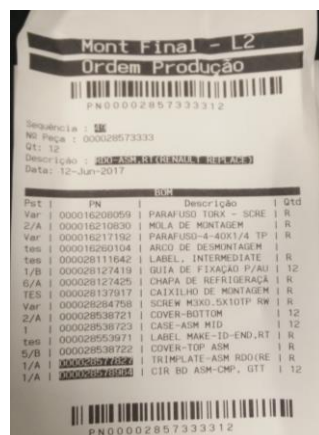 Mont Final - L2
Ordem Produção
PN00002857333312
Sequência :
NO Peça : 000028573333
Qt: 12
Descrição : RDO-ASM,RT(RENAULT REPLACE)
Data: 12-Jun-2017
BOM
Pst | PN | Descrição | Qtd
Var | 000016208059 | PARAFUSO TORX - SCRE | R
2/A | 000016210830 | MOLA DE MONTAGEM | R
Var | 000016217192 | PARAFUSO-4-40X1/4 TP | R
tes | 000016260104 | ARCO DE DESMONTAGEM |
tes | 000028111642 | LABEL, INTERMEDIATE | R
1/B | 000028127419 | GUIA DE FIXAÇÃO P/AU | 12
6/A | 000028127425 | CHAPA DE REFRIGERAÇÃ | R
TES | 000028137917 | CAIXILHO DE MONTAGEM | R
Var | 000028284758 | SCREW M3X0.5X10TP RW | R
2/A | 000028538721 | COVER-BOTTOM | 12
1 | 000028538723 | CASE-ASM MID | 12
tes | 000028553971 | LABEL MAKE-ID-END,RT | R
5/B | 000028538722 | COVER-TOP ASM | R
1/A | 000028577827 | TRIMPLATE-ASM RDO(RE | R
1/A | 000028578964 | CIR BD ASM-CMP, GTT | 12
PN00002857333312